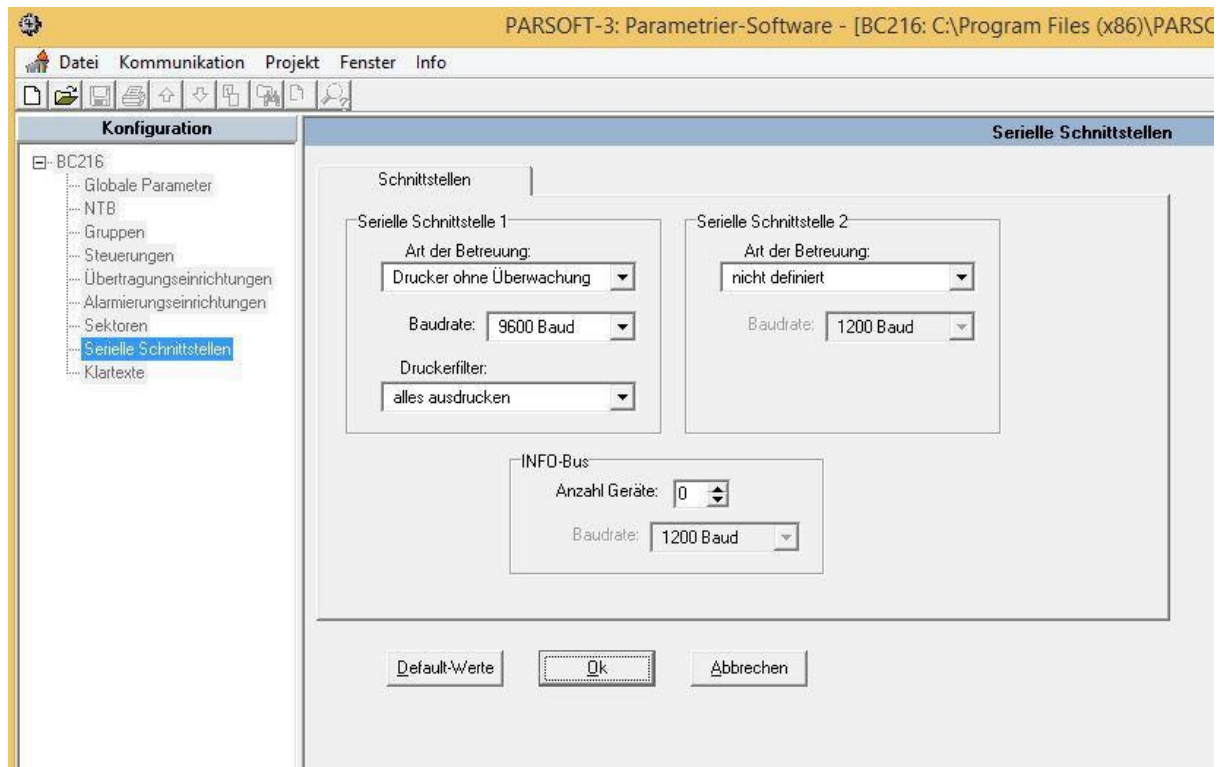 PARSOFT-3: Parametrier-Software - [BC216: C:\Program Files (x86)\PARSO
Datei Kommunikation Projekt Fenster Info
Konfiguration
Serielle Schnittstellen
BC216
Globale Parameter
NTB
Gruppen
Steuerungen
Übertragungseinrichtungen
Alarmierungseinrichtungen
Sektoren
Serielle Schnittstellen
Klartexte
Schnittstellen
Serielle Schnittstelle 1
Art der Betreuung:
Drucker ohne Überwachung
Baudrate: 9600 Baud
Druckerfilter:
alles ausdrucken
Serielle Schnittstelle 2
Art der Betreuung:
nicht definiert
Baudrate: 1200 Baud
INFO-Bus
Anzahl Geräte: 0
Baudrate: 1200 Baud
Default-Werte Ok Abbrechen